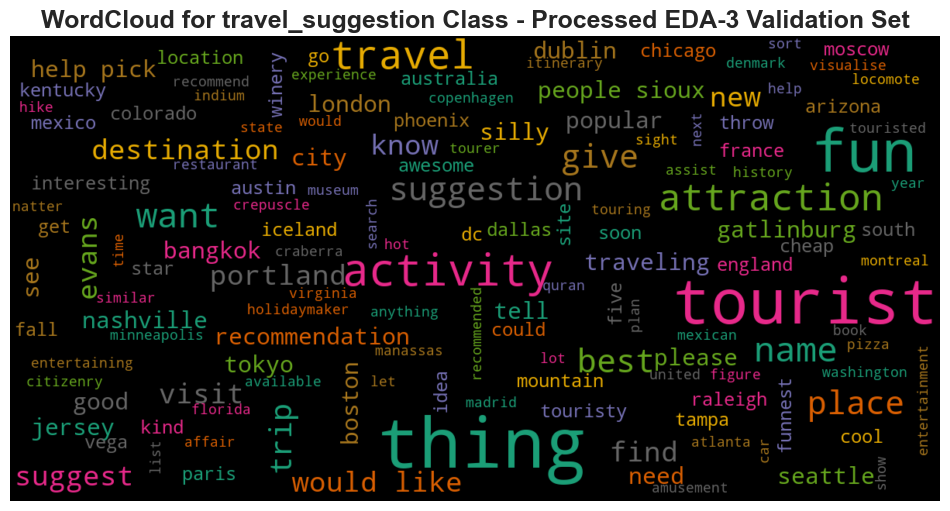 WordCloud for travel_suggestion Class - Processed EDA-3 Validation Set
travel
go
dublin
chicago
sort
moscow
location
help pick
itinerary
denmark
visualise
experience
recommend
kentucky
winery
australia
people sioux
help
locomote
indium
copenhagen
new
hike
colorado
london
arizona
mexico
state
would
phoenix
silly
popular
throw
next
fun
touristed
destination
city
know
tourer
sight
france
restaurant
awesome
give
assist
history
interesting
austin
museum
suggestion
attraction
year
natter
want
crepuscle
touring
get
evans
time
iceland
search
dc
dallas
site
soon
gatlinburg
south
cheap
bangkok
hot
craberra
see
star
portland
activity
traveling
england
montreal
similar
virginia
quran
tourist
holidaymaker
anything
tell
five
plan
book
fall
nashville
minneapolis
recommendation
recommended
could
mexican
name
pizza
entertaining
tokyo
manassas
lot
best
please
citizenry
available
let
idea
mountain
united
figure
washington
good
visit
boston
madrid
touristy
raleigh
funnest
place
entertainment
florida
jersey
kind
trip
thing
tampa
cool
vega
list
affair
find
atlanta
car
suggest
paris
would like
need
amusement
seattle
show